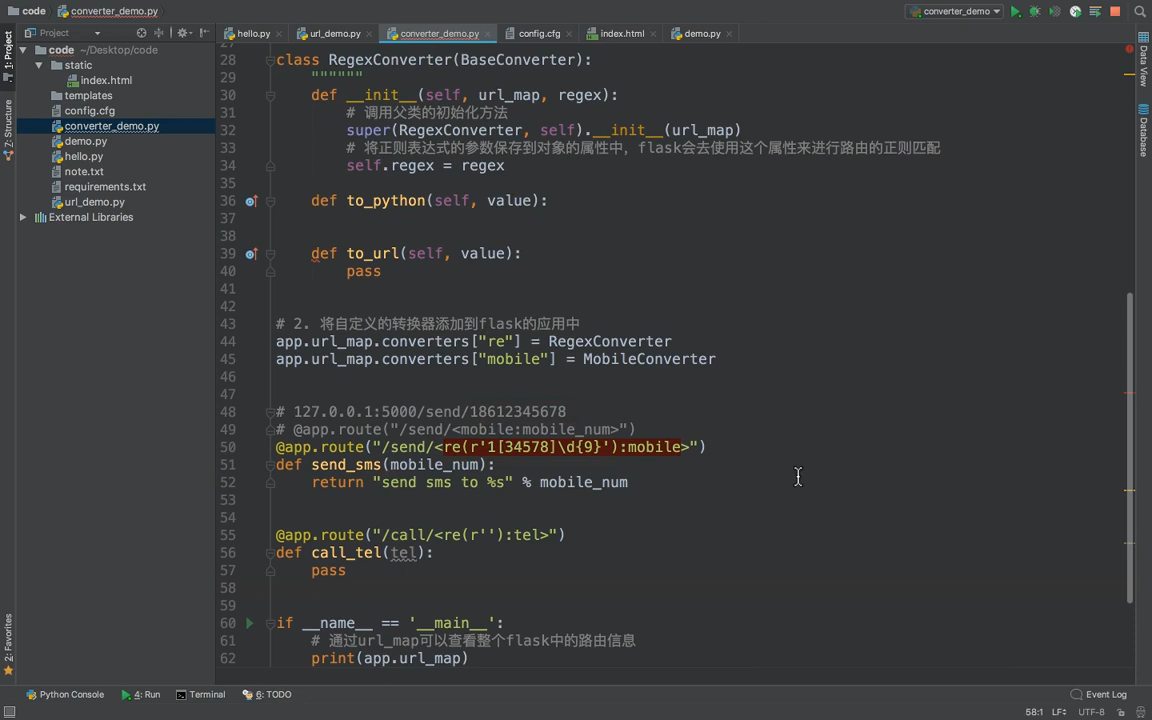 code converter_demo.py converter_demo
Project hello.py url_demo.py converter_demo.py config.cfg index.html demo.py
1: Project
Z: Structure
2: Favorites
Data View
Database
code ~/Desktop/code
static
index.html
templates
config.cfg
converter_demo.py
demo.py
hello.py
note.txt
requirements.txt
url_demo.py
External Libraries
28 class RegexConverter(BaseConverter):
29 """"""
30 def __init__(self, url_map, regex):
31 # 调用父类的初始化方法
32 super(RegexConverter, self).__init__(url_map)
33 # 将正则表达式的参数保存到对象的属性中，flask会去使用这个属性来进行路由的正则匹配
34 self.regex = regex
35
36 def to_python(self, value):
37
38
39 def to_url(self, value):
40 pass
41
42
43 # 2. 将自定义的转换器添加到flask的应用中
44 app.url_map.converters["re"] = RegexConverter
45 app.url_map.converters["mobile"] = MobileConverter
46
47
48 # 127.0.0.1:5000/send/18612345678
49 # @app.route("/send/<mobile:mobile_num>")
50 @app.route("/send/<re(r'1[34578]\d{9}'):mobile>")
51 def send_sms(mobile_num):
52 return "send sms to %s" % mobile_num
53
54
55 @app.route("/call/<re(r''):tel>")
56 def call_tel(tel):
57 pass
58
59
60 if __name__ == '__main__':
61 # 通过url_map可以查看整个flask中的路由信息
62 print(app.url_map)
Python Console 4: Run Terminal 6: TODO Event Log
58:1 LF÷ UTF-8